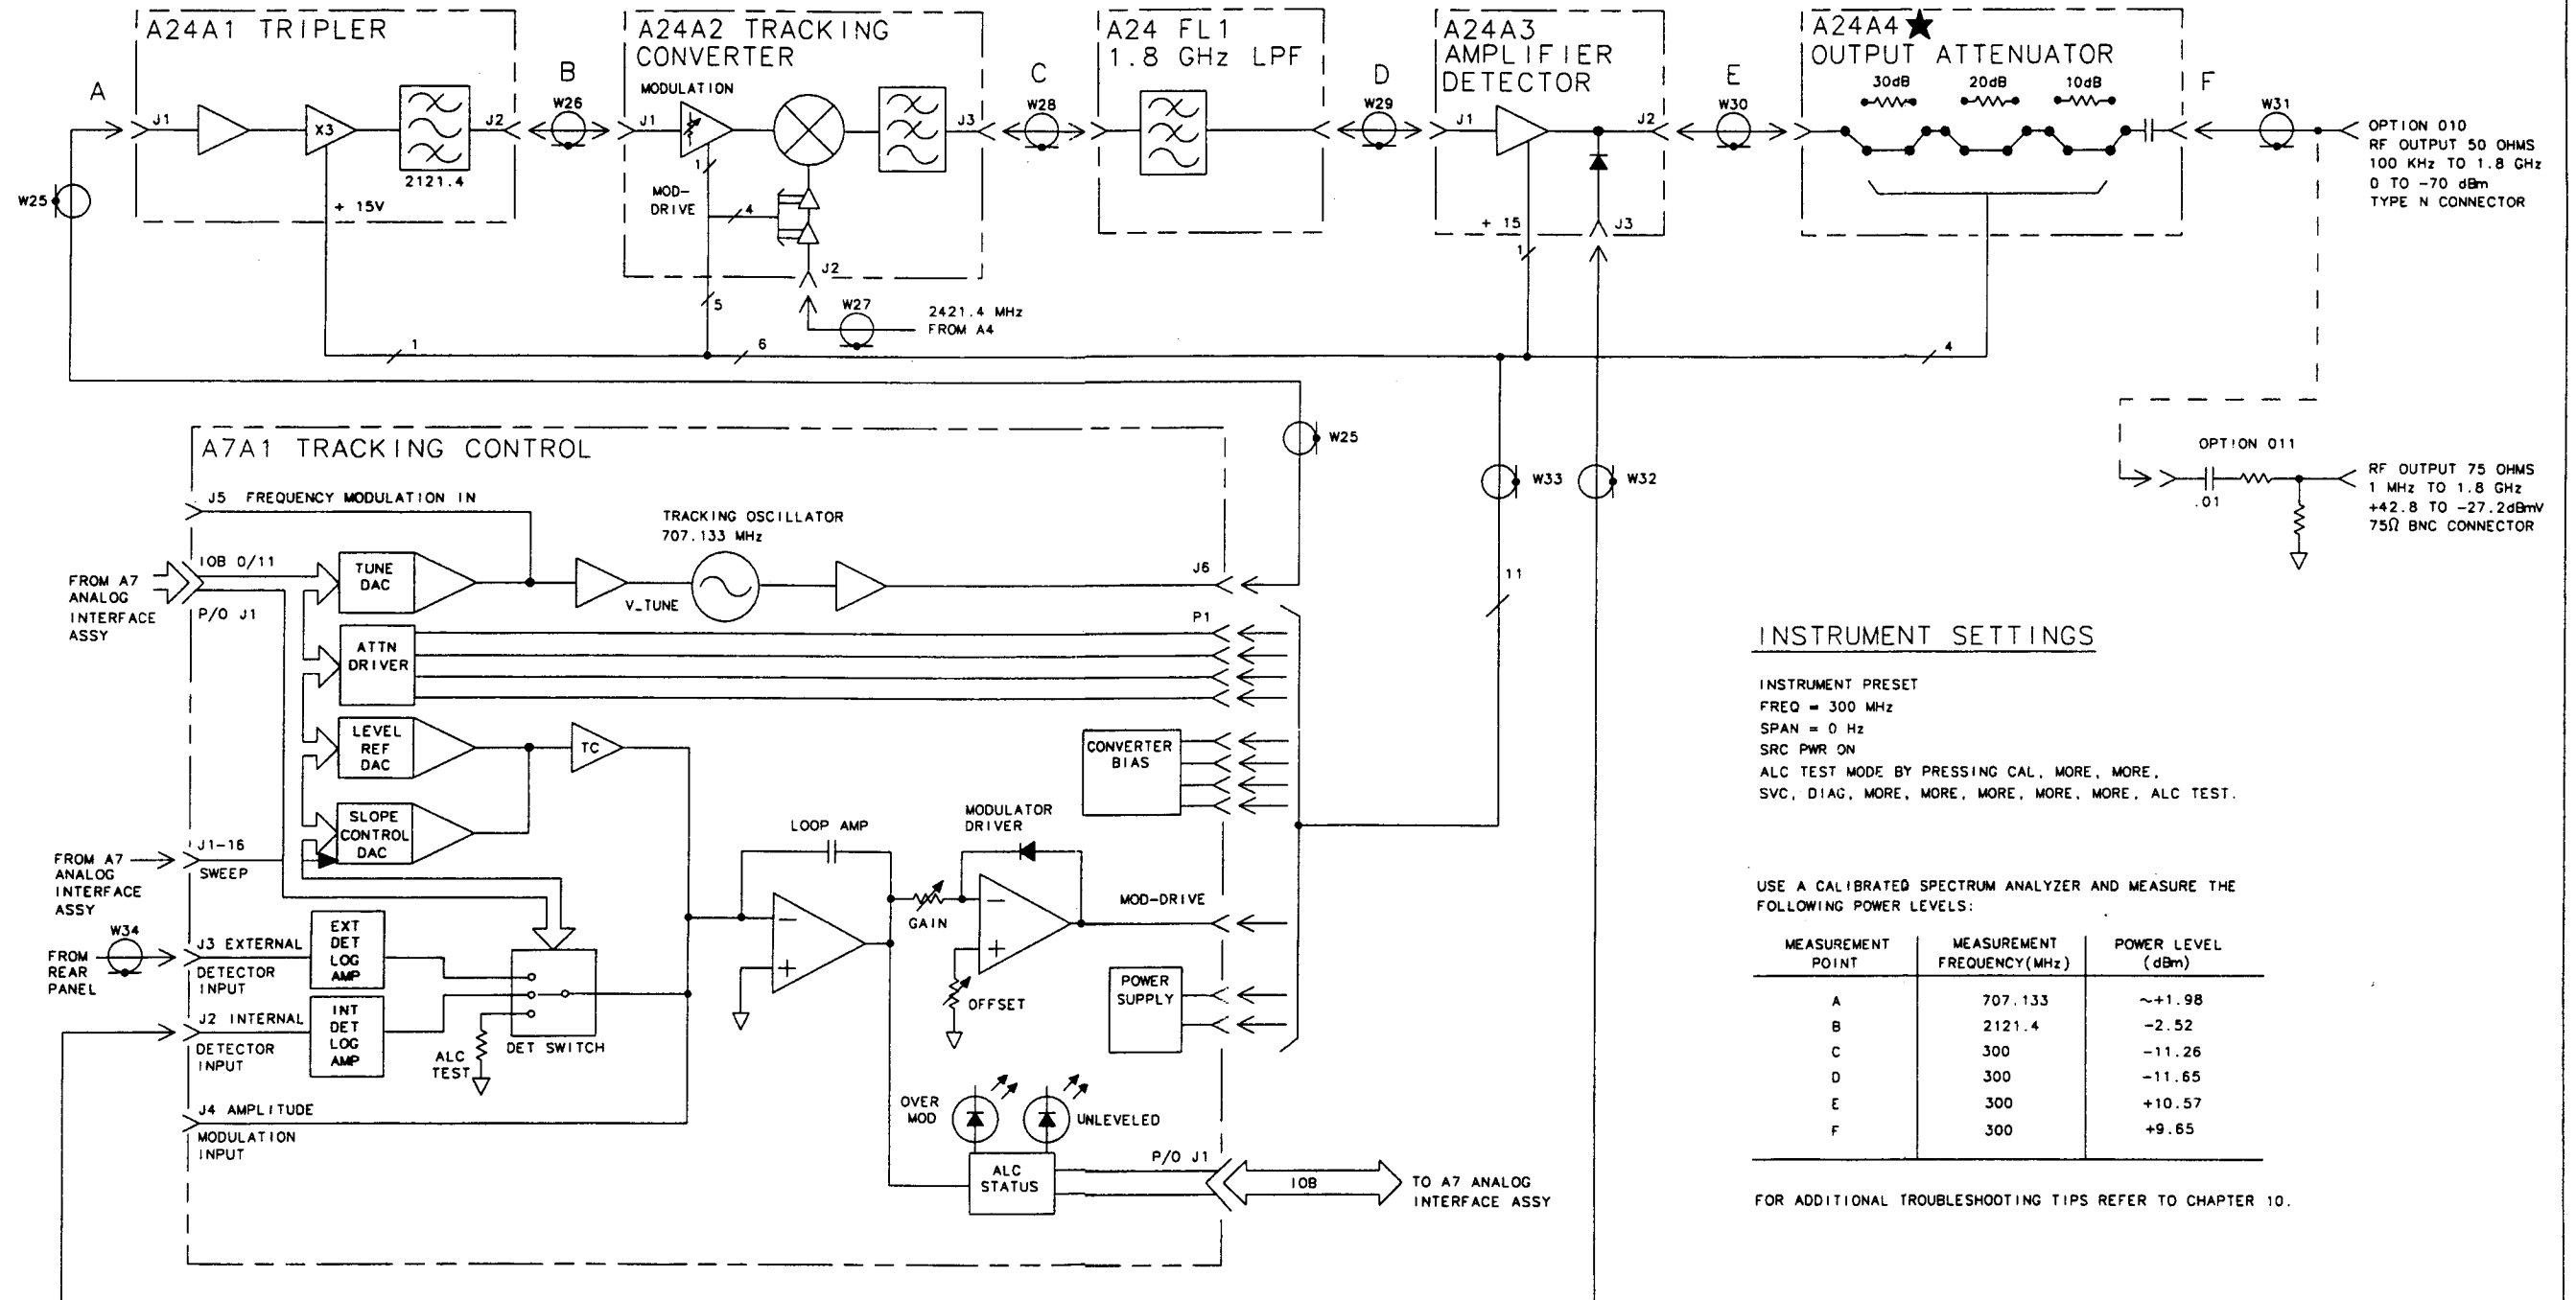 A24A1 TRIPLER
A
J1
X3
J2
2121.4
+ 15V
W25
B
W26
A24A2 TRACKING
CONVERTER
MODULATION
J1
J3
1
MOD-
DRIVE
4
J2
5
W27
2421.4 MHz
FROM A4
C
W28
A24 FL1
1.8 GHz LPF
D
W29
A24A3
AMPLIFIER
DETECTOR
J1
J2
+ 15
1
J3
E
W30
A24A4★
OUTPUT ATTENUATOR
30dB
20dB
10dB
F
W31
OPTION 010
RF OUTPUT 50 OHMS
100 KHz TO 1.8 GHz
0 TO -70 dBm
TYPE N CONNECTOR
1
6
4
OPTION 011
.01
RF OUTPUT 75 OHMS
1 MHz TO 1.8 GHz
+42.8 TO -27.2dBmV
75Ω BNC CONNECTOR
W25
W33
W32
11
A7A1 TRACKING CONTROL
J5 FREQUENCY MODULATION IN
TRACKING OSCILLATOR
707.133 MHz
IOB 0/11
FROM A7
ANALOG
INTERFACE
ASSY
P/O J1
TUNE
DAC
V_TUNE
J6
P1
ATTN
DRIVER
LEVEL
REF
DAC
TC
CONVERTER
BIAS
SLOPE
CONTROL
DAC
J1-16
SWEEP
FROM A7
ANALOG
INTERFACE
ASSY
LOOP AMP
MODULATOR
DRIVER
GAIN
MOD-DRIVE
−
+
−
+
OFFSET
W34
FROM
REAR
PANEL
J3 EXTERNAL
DETECTOR
INPUT
EXT
DET
LOG
AMP
J2 INTERNAL
DETECTOR
INPUT
INT
DET
LOG
AMP
ALC
TEST
DET SWITCH
POWER
SUPPLY
J4 AMPLITUDE
MODULATION
INPUT
OVER
MOD
UNLEVELED
ALC
STATUS
P/O J1
IOB
TO A7 ANALOG
INTERFACE ASSY
INSTRUMENT SETTINGS
INSTRUMENT PRESET
FREQ = 300 MHz
SPAN = 0 Hz
SRC PWR ON
ALC TEST MODE BY PRESSING CAL, MORE, MORE,
SVC, DIAG, MORE, MORE, MORE, MORE, MORE, ALC TEST.
USE A CALIBRATED SPECTRUM ANALYZER AND MEASURE THE
FOLLOWING POWER LEVELS:
MEASUREMENT POINT MEASUREMENT FREQUENCY(MHz) POWER LEVEL (dBm)
A 707.133 ~+1.98
B 2121.4 -2.52
C 300 -11.26
D 300 -11.65
E 300 +10.57
F 300 +9.65
FOR ADDITIONAL TROUBLESHOOTING TIPS REFER TO CHAPTER 10.